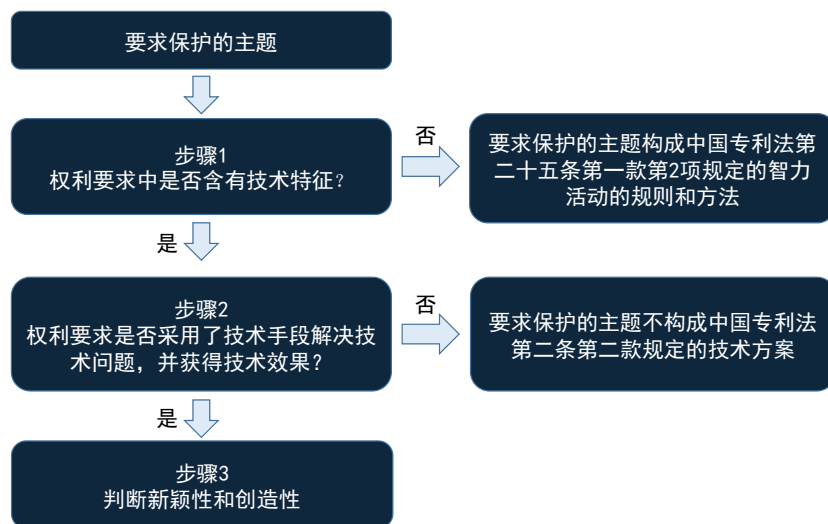 要求保护的主题
步骤1
权利要求中是否含有技术特征？
否
要求保护的主题构成中国专利法第
二十五条第一款第2项规定的智力
活动的规则和方法
是
步骤2
权利要求是否采用了技术手段解决技
术问题，并获得技术效果？
否
要求保护的主题不构成中国专利法
第二条第二款规定的技术方案
是
步骤3
判断新颖性和创造性